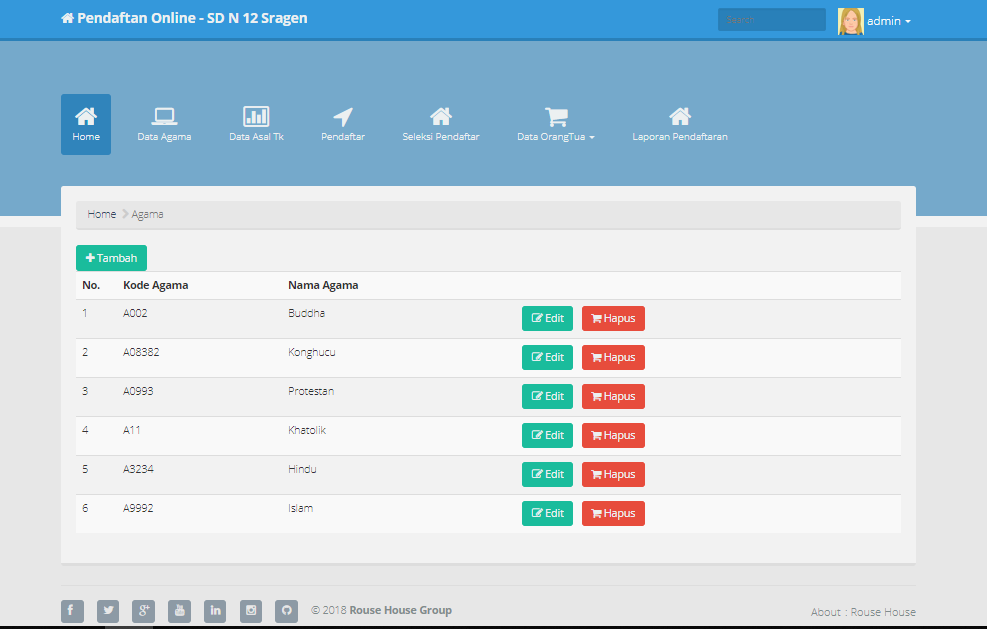 Pendaftan Online - SD N 12 Sragen
Search
admin
Home
Data Agama
Data Asal Tk
Pendaftar
Seleksi Pendaftar
Data OrangTua
Laporan Pendaftaran
Home Agama
Tambah
No. Kode Agama Nama Agama
1 A002 Buddha Edit Hapus
2 A08382 Konghucu Edit Hapus
3 A0993 Protestan Edit Hapus
4 A11 Khatolik Edit Hapus
5 A3234 Hindu Edit Hapus
6 A9992 Islam Edit Hapus
© 2018 Rouse House Group
About : Rouse House